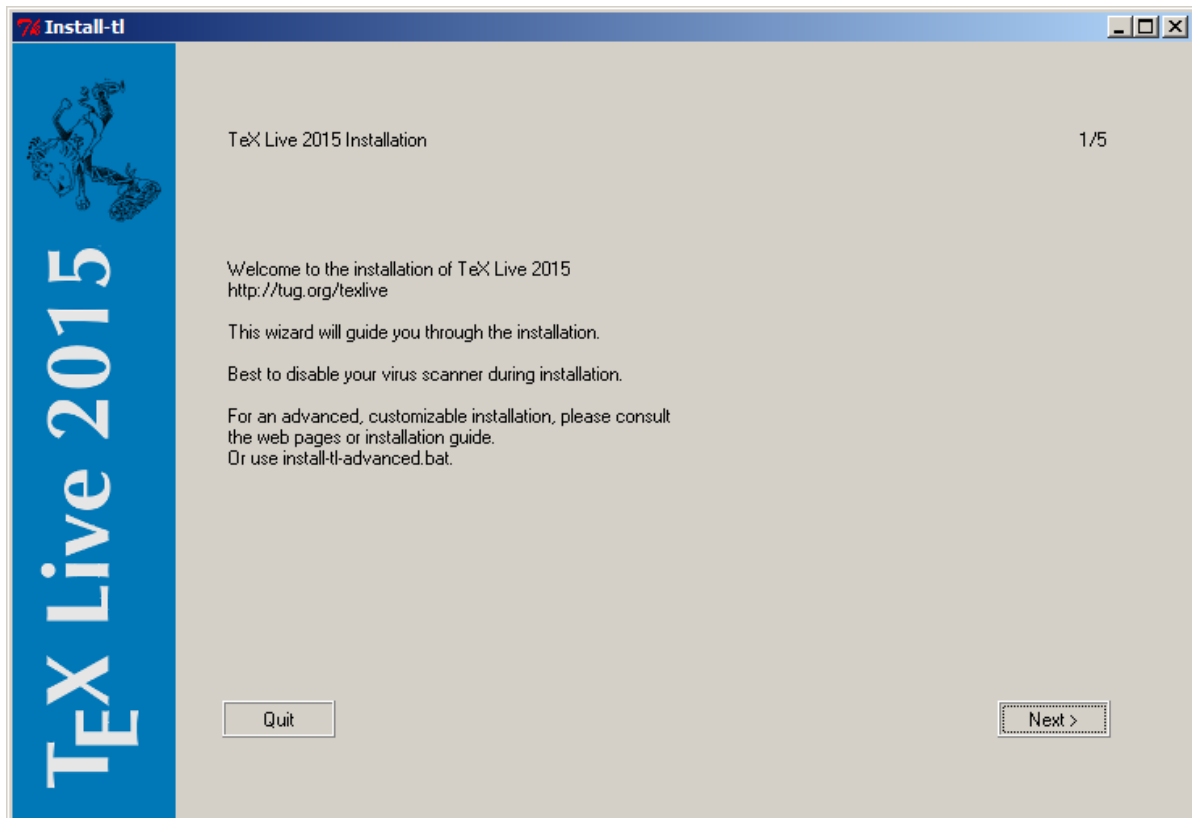 Install-tl
TeX Live 2015 Installation
1/5
Welcome to the installation of TeX Live 2015
http://tug.org/texlive
This wizard will guide you through the installation.
Best to disable your virus scanner during installation.
For an advanced, customizable installation, please consult
the web pages or installation guide.
Or use install-tl-advanced.bat.
Quit
Next >
TEX Live 2015